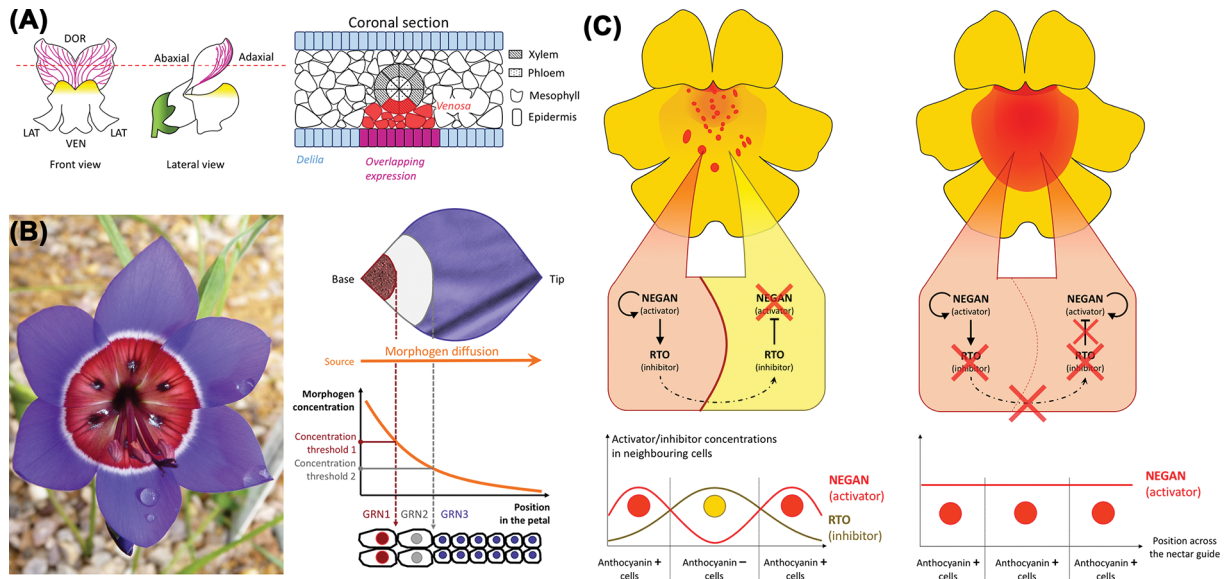 (A)
Coronal section
DOR
Abaxial
Adaxial
LAT
LAT
VEN
Front view
Lateral view
Xylem
Phloem
Mesophyll
Epidermis
Venosa
Delila
Overlapping
expression
(B)
Base
Tip
Source
Morphogen diffusion
Morphogen
concentration
Concentration
threshold 1
Concentration
threshold 2
Position
in the petal
GRN1
GRN2
GRN3
(C)
NEGAN
(activator)
RTO
(inhibitor)
NEGAN
(activator)
RTO
(inhibitor)
NEGAN
(activator)
RTO
(inhibitor)
NEGAN
(activator)
RTO
(inhibitor)
Activator/inhibitor concentrations
in neighbouring cells
NEGAN
(activator)
RTO
(inhibitor)
Anthocyanin +
cells
Anthocyanin –
cells
Anthocyanin +
cells
NEGAN
(activator)
Position across
the nectar guide
Anthocyanin +
cells
Anthocyanin +
cells
Anthocyanin +
cells